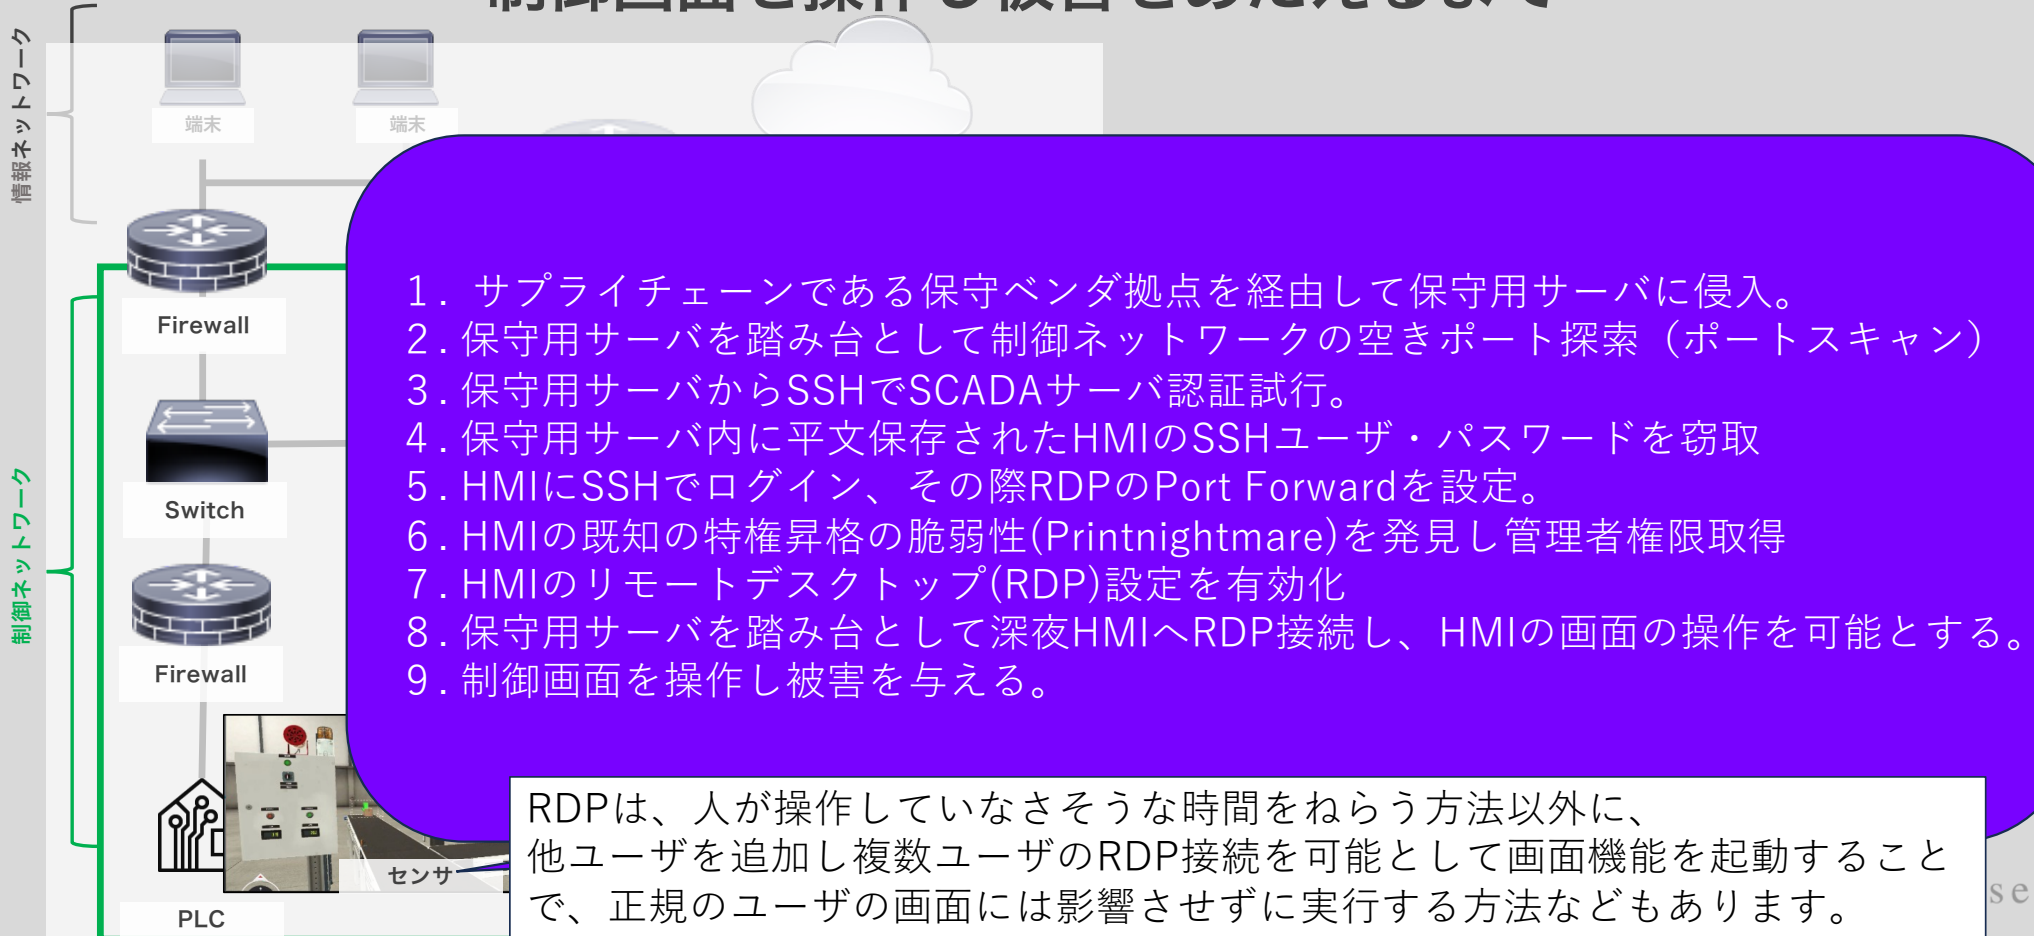 制御画面を操作し被害をあたえるまで
情報ネットワーク
端末
端末
Firewall
Switch
制御ネットワーク
Firewall
PLC
センサ
1. サプライチェーンである保守ベンダ拠点を経由して保守用サーバに侵入。
2. 保守用サーバを踏み台として制御ネットワークの空きポート探索（ポートスキャン）
3. 保守用サーバからSSHでSCADAサーバ認証試行。
4. 保守用サーバ内に平文保存されたHMIのSSHユーザ・パスワードを窃取
5. HMIにSSHでログイン、その際RDPのPort Forwardを設定。
6. HMIの既知の特権昇格の脆弱性(Printnightmare)を発見し管理者権限取得
7. HMIのリモートデスクトップ(RDP)設定を有効化
8. 保守用サーバを踏み台として深夜HMIへRDP接続し、HMIの画面の操作を可能とする。
9. 制御画面を操作し被害を与える。
RDPは、人が操作していなさそうな時間をねらう方法以外に、
他ユーザを追加し複数ユーザのRDP接続を可能として画面機能を起動すること
で、正規のユーザの画面には影響させずに実行する方法などもあります。
se